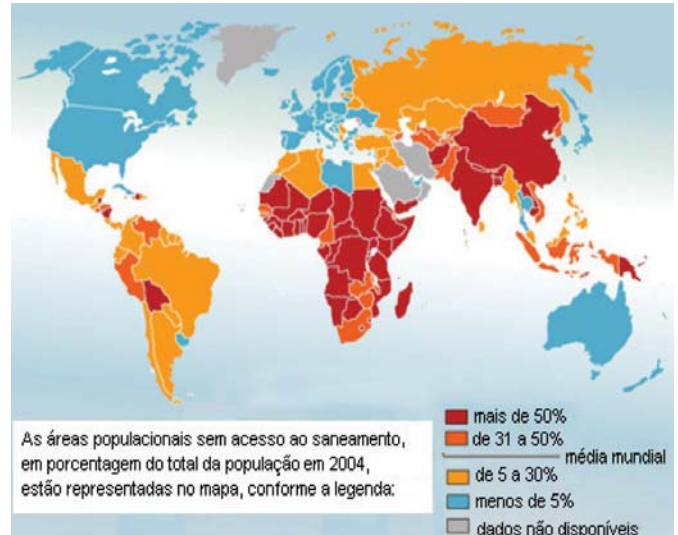 As áreas populacionais sem acesso ao saneamento,
em porcentagem do total da população em 2004,
estão representadas no mapa, conforme a legenda:
mais de 50%
de 31 a 50%
média mundial
de 5 a 30%
menos de 5%
dados não disponíveis